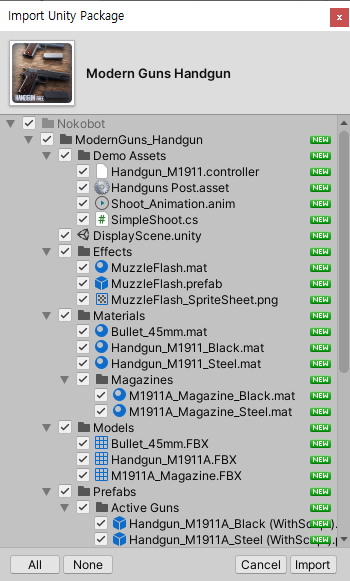 Import Unity Package
HANDGUN FREE
Modern Guns Handgun
Nokobot
ModernGuns_Handgun NEW
Demo Assets NEW
Handgun_M1911.controller NEW
Handguns Post.asset NEW
Shoot_Animation.anim NEW
# SimpleShoot.cs NEW
DisplayScene.unity NEW
Effects NEW
MuzzleFlash.mat NEW
MuzzleFlash.prefab NEW
MuzzleFlash_SpriteSheet.png NEW
Materials NEW
Bullet_45mm.mat NEW
Handgun_M1911_Black.mat NEW
Handgun_M1911_Steel.mat NEW
Magazines NEW
M1911A_Magazine_Black.mat NEW
M1911A_Magazine_Steel.mat NEW
Models NEW
Bullet_45mm.FBX NEW
Handgun_M1911A.FBX NEW
M1911A_Magazine.FBX NEW
Prefabs NEW
Active Guns NEW
Handgun_M1911A_Black (WithScript). NEW
Handgun_M1911A_Steel (WithScript).p NEW
All None Cancel Import